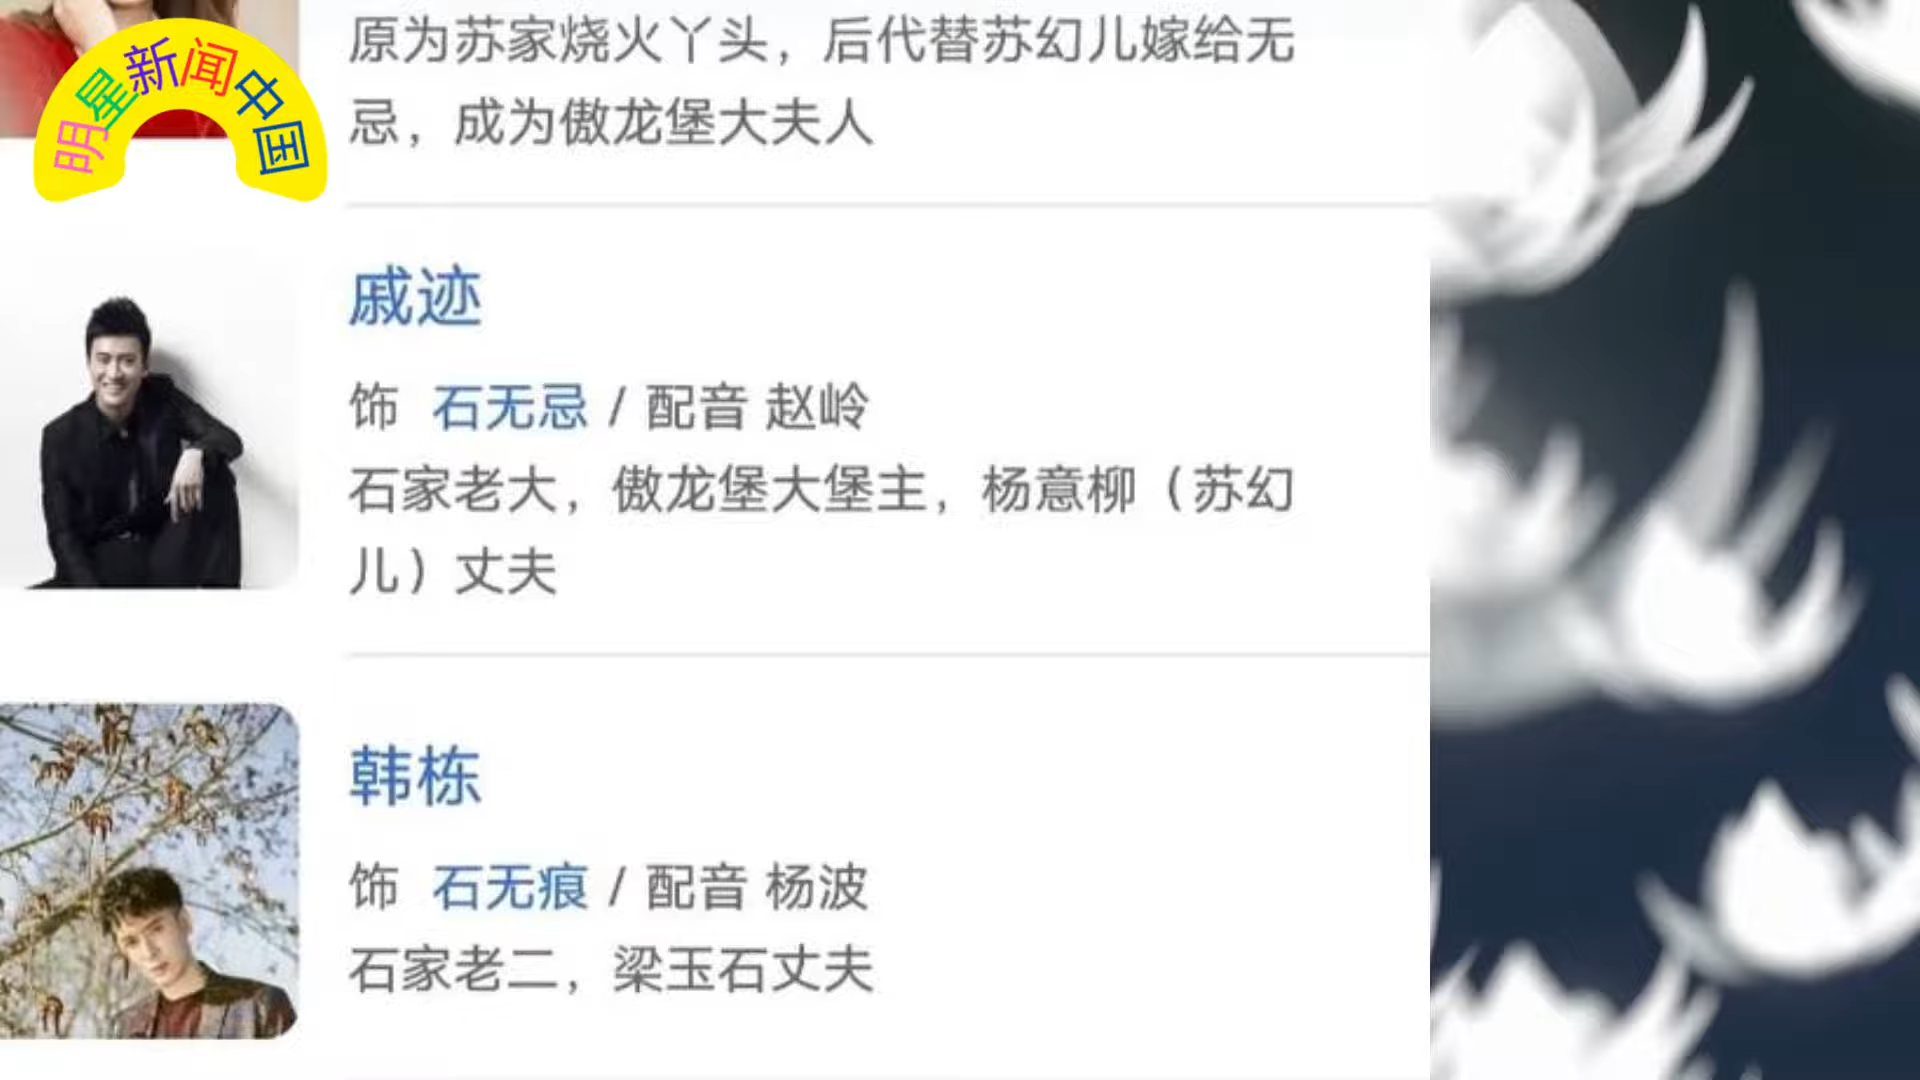 明星新闻中国
原为苏家烧火丫头，后代替苏幻儿嫁给无
忌，成为傲龙堡大夫人
戚迹
饰 石无忌 / 配音 赵岭
石家老大，傲龙堡大堡主，杨意柳（苏幻
儿）丈夫
韩栋
饰 石无痕 / 配音 杨波
石家老二，梁玉石丈夫